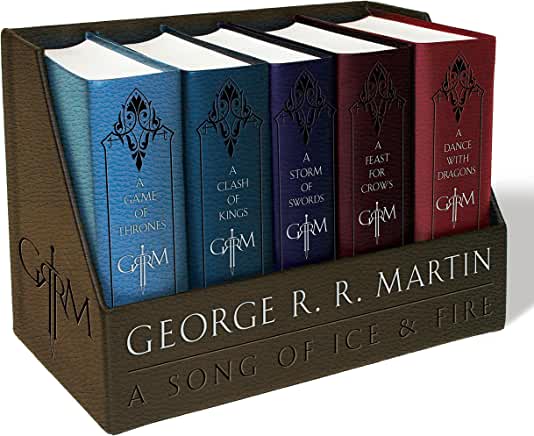 A
GAME
OF
THRONES
GRRM
A
CLASH
OF
KINGS
GRRM
A
STORM
OF
SWORDS
GRRM
A
FEAST
FOR
CROWS
GRRM
A
DANCE
WITH
DRAGONS
GRRM
GRRM
GEORGE R. R. MARTIN
A SONG OF ICE & FIRE